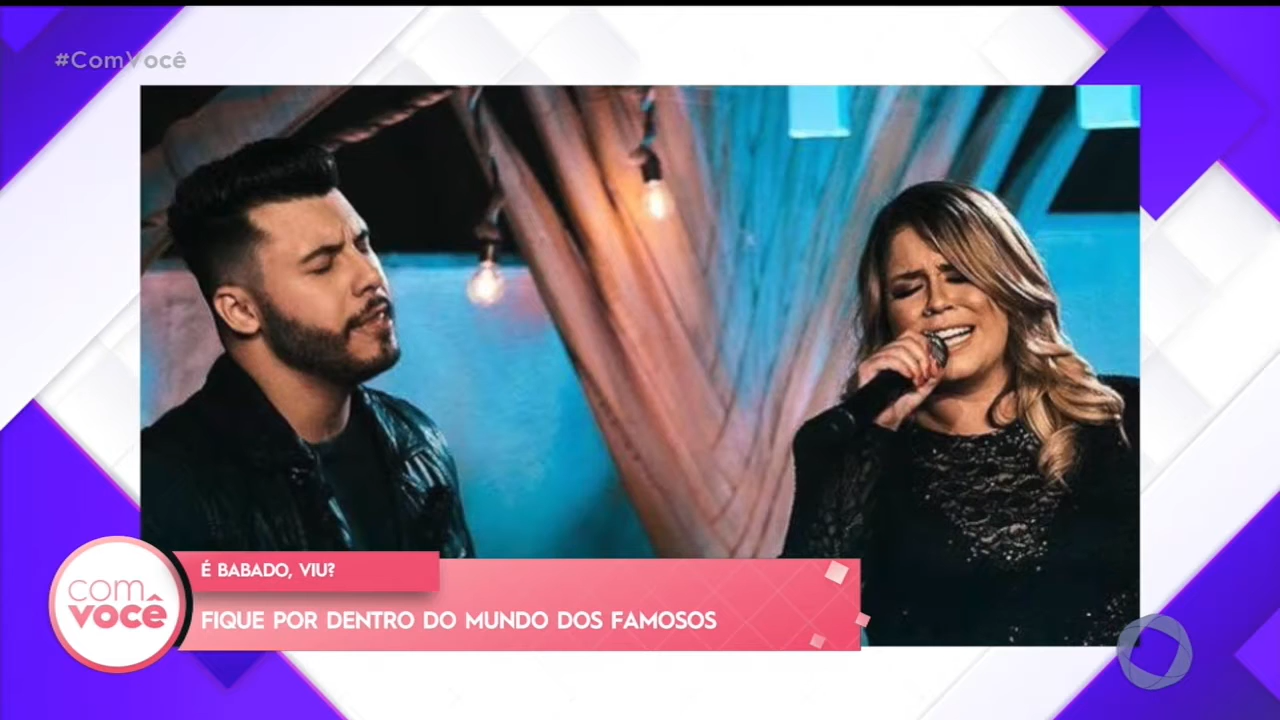 #ComVocê
É BABADO, VIU?
FIQUE POR DENTRO DO MUNDO DOS FAMOSOS
com
você